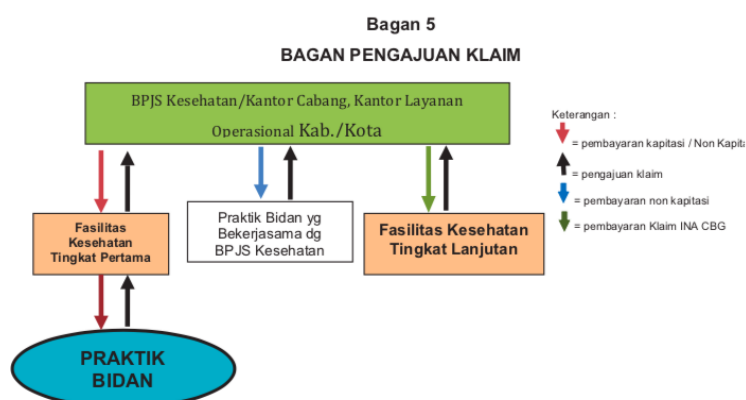 Bagan 5
BAGAN PENGAJUAN KLAIM
BPJS Kesehatan/Kantor Cabang, Kantor Layanan
Operasional Kab./Kota
Keterangan :
= pembayaran kapitasi / Non Kapita
= pengajuan klaim
= pembayaran non kapitasi
= pembayaran Klaim INA CBG
Fasilitas
Kesehatan
Tingkat Pertama
Praktik Bidan yg
Bekerjasama dg
BPJS Kesehatan
Fasilitas Kesehatan
Tingkat Lanjutan
PRAKTIK
BIDAN